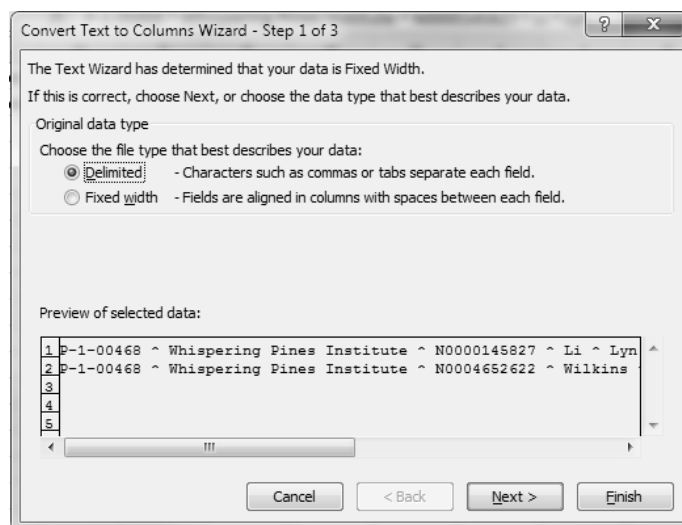 Convert Text to Columns Wizard - Step 1 of 3
The Text Wizard has determined that your data is Fixed Width.
If this is correct, choose Next, or choose the data type that best describes your data.
Original data type
Choose the file type that best describes your data:
Delimited - Characters such as commas or tabs separate each field.
Fixed width - Fields are aligned in columns with spaces between each field.
Preview of selected data:
1 P-1-00468 ^ Whispering Pines Institute ^ N0000145827 ^ Li ^ Lyn
2 P-1-00468 ^ Whispering Pines Institute ^ N0004652622 ^ Wilkins
3
4
5
Cancel < Back Next > Finish